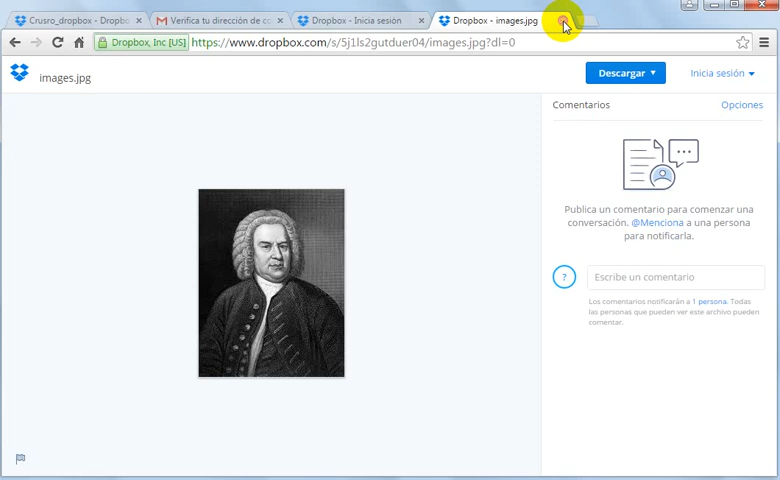 Crusro_dropbox - Dropbo
Verifica tu dirección de co
Dropbox - Inicia sesión
Dropbox - images.jpg
Dropbox, Inc [US]
https://www.dropbox.com/s/5j1ls2gutduer04/images.jpg?dl=0
images.jpg
Descargar
Inicia sesión
Comentarios
Opciones
Publica un comentario para comenzar una
conversación. @Menciona a una persona
para notificarla.
?
Escribe un comentario
Los comentarios notificarán a 1 persona. Todas
las personas que pueden ver este archivo pueden
comentar.